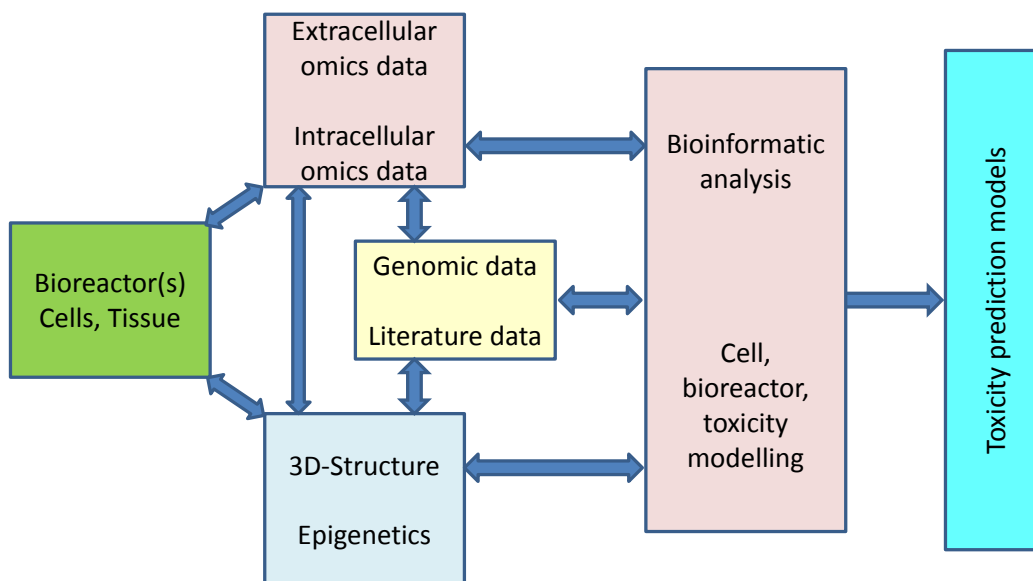 Extracellular
omics data
Intracellular
omics data
Bioreactor(s)
Cells, Tissue
Genomic data
Literature data
3D-Structure
Epigenetics
Bioinformatic
analysis
Cell,
bioreactor,
toxicity
modelling
Toxicity prediction models